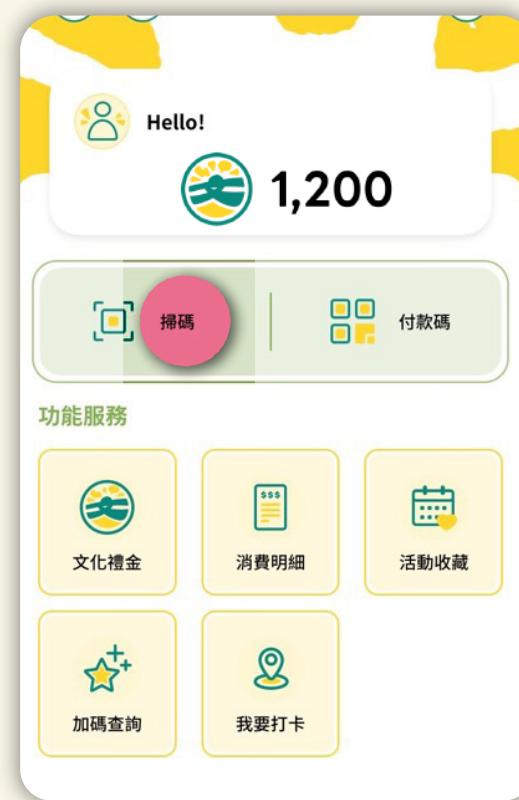 Hello!
文 1,200
掃碼
付款碼
功能服務
$$$
文化禮金
消費明細
活動收藏
加碼查詢
我要打卡